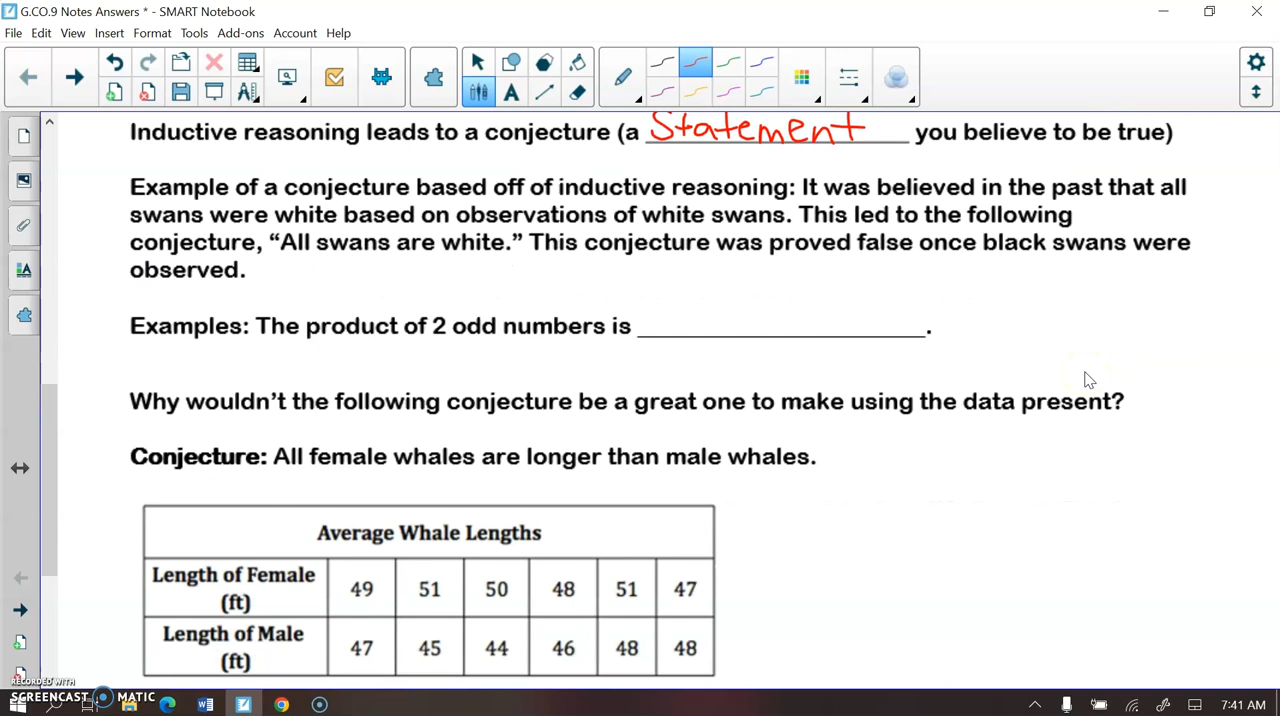 G.CO.9 Notes Answers * - SMART Notebook
File Edit View Insert Format Tools Add-ons Account Help
Inductive reasoning leads to a conjecture (a Statement you believe to be true)
Example of a conjecture based off of inductive reasoning: It was believed in the past that all
swans were white based on observations of white swans. This led to the following
conjecture, “All swans are white.” This conjecture was proved false once black swans were
observed.
Examples: The product of 2 odd numbers is ______________________.
Why wouldn’t the following conjecture be a great one to make using the data present?
Conjecture: All female whales are longer than male whales.
Average Whale Lengths
Length of Female (ft) 49 51 50 48 51 47
Length of Male (ft) 47 45 44 46 48 48
RECORDED WITH
SCREENCAST MATIC
7:41 AM